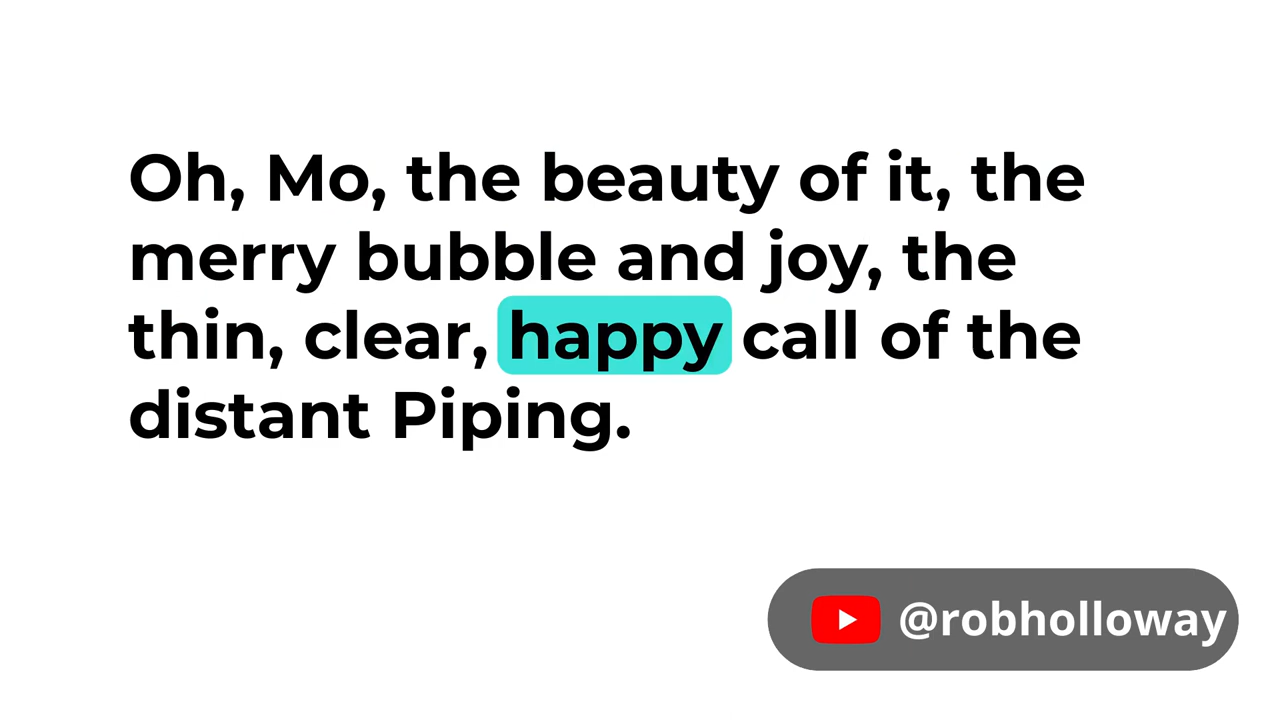 Oh, Mo, the beauty of it, the
merry bubble and joy, the
thin, clear, happy call of the
distant Piping.
@robholloway